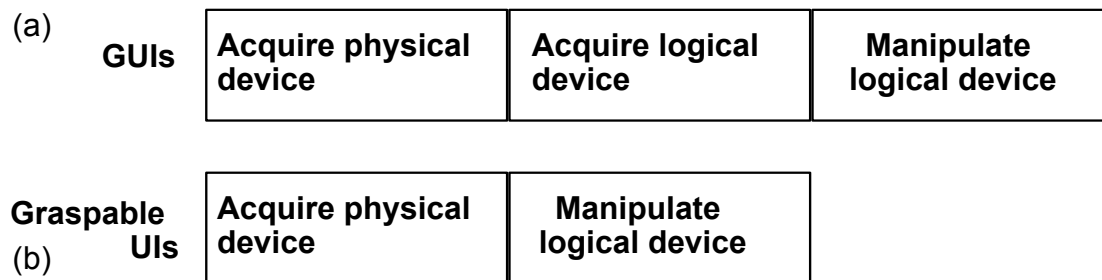 (a)
GUIs
Acquire physical
device
Acquire logical
device
Manipulate
logical device
Graspable
UIs
(b)
Acquire physical
device
Manipulate
logical device